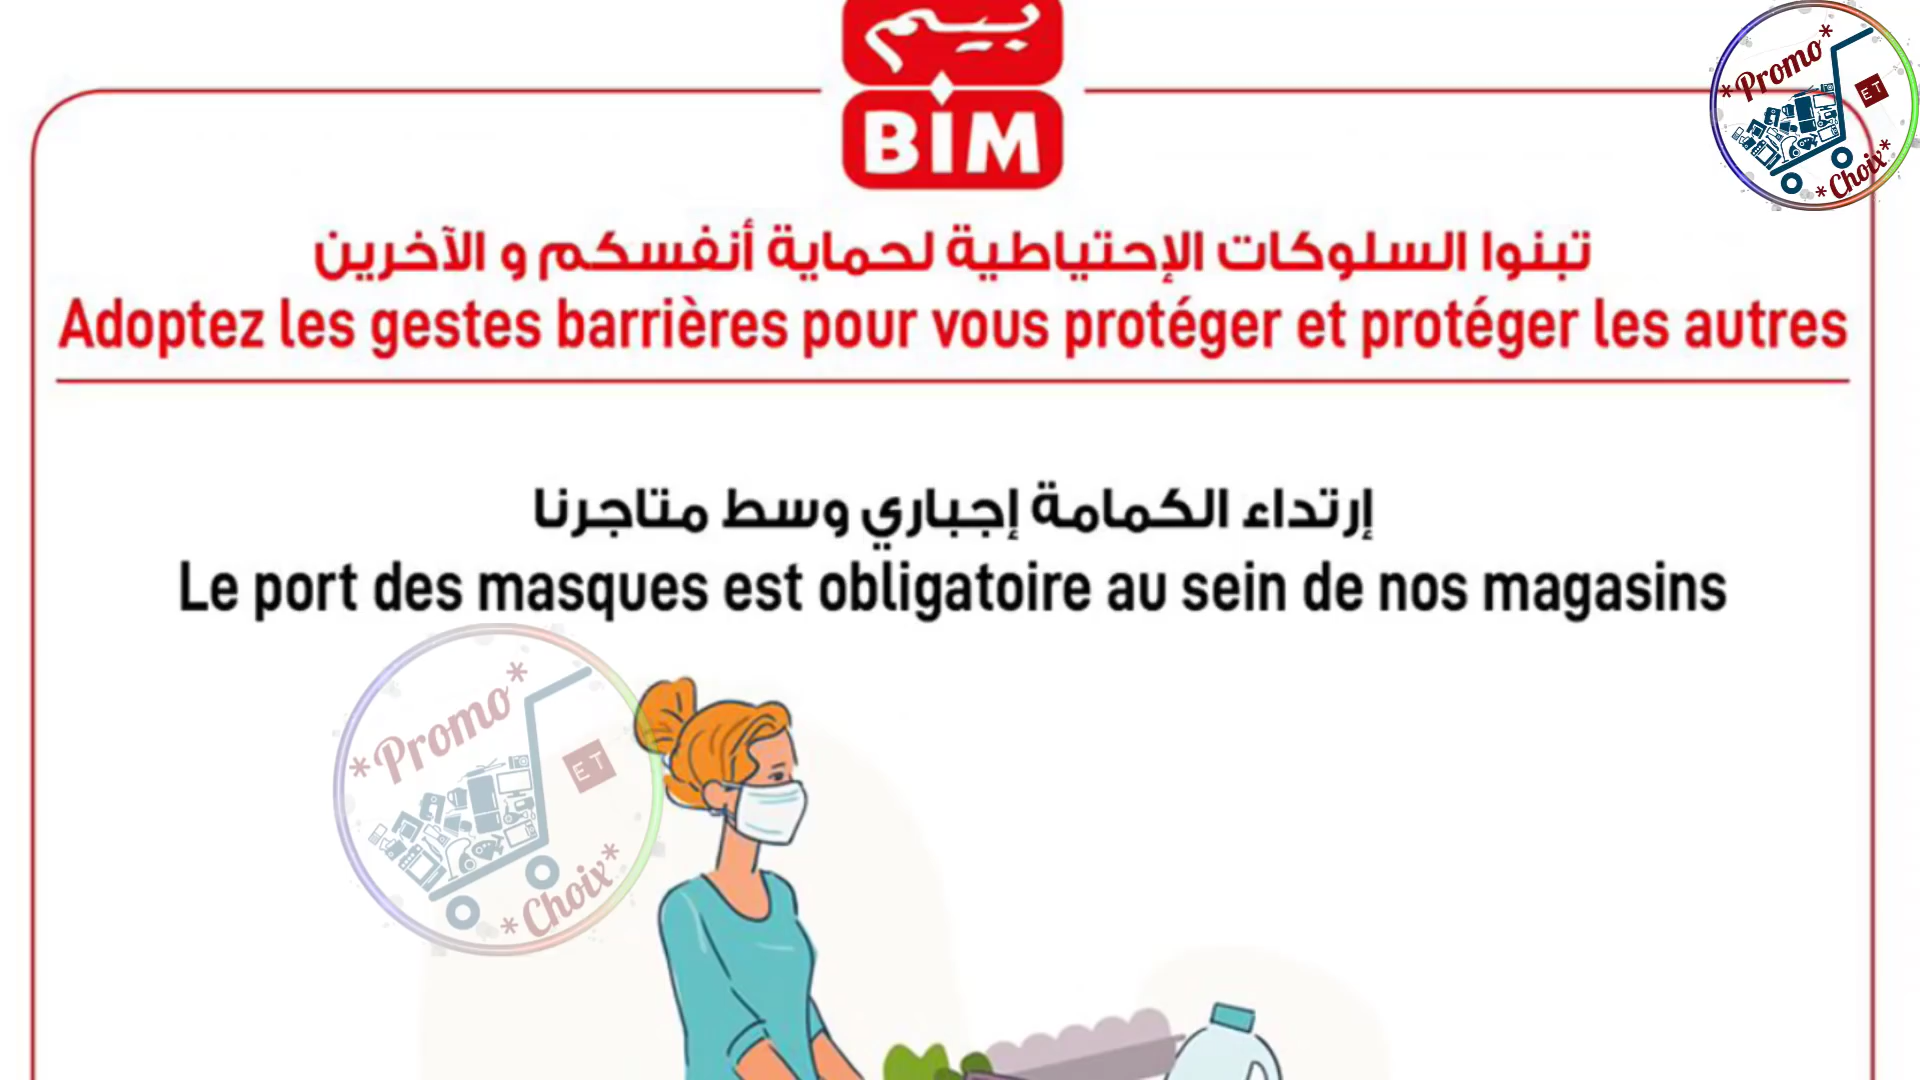 بيم
BIM
*Promo*
ET
*Choix*
تبنوا السلوكات الإحتياطية لحماية أنفسكم و الآخرين
Adoptez les gestes barrières pour vous protéger et protéger les autres
إرتداء الكمامة إجباري وسط متاجرنا
Le port des masques est obligatoire au sein de nos magasins
*Promo*
ET
*Choix*